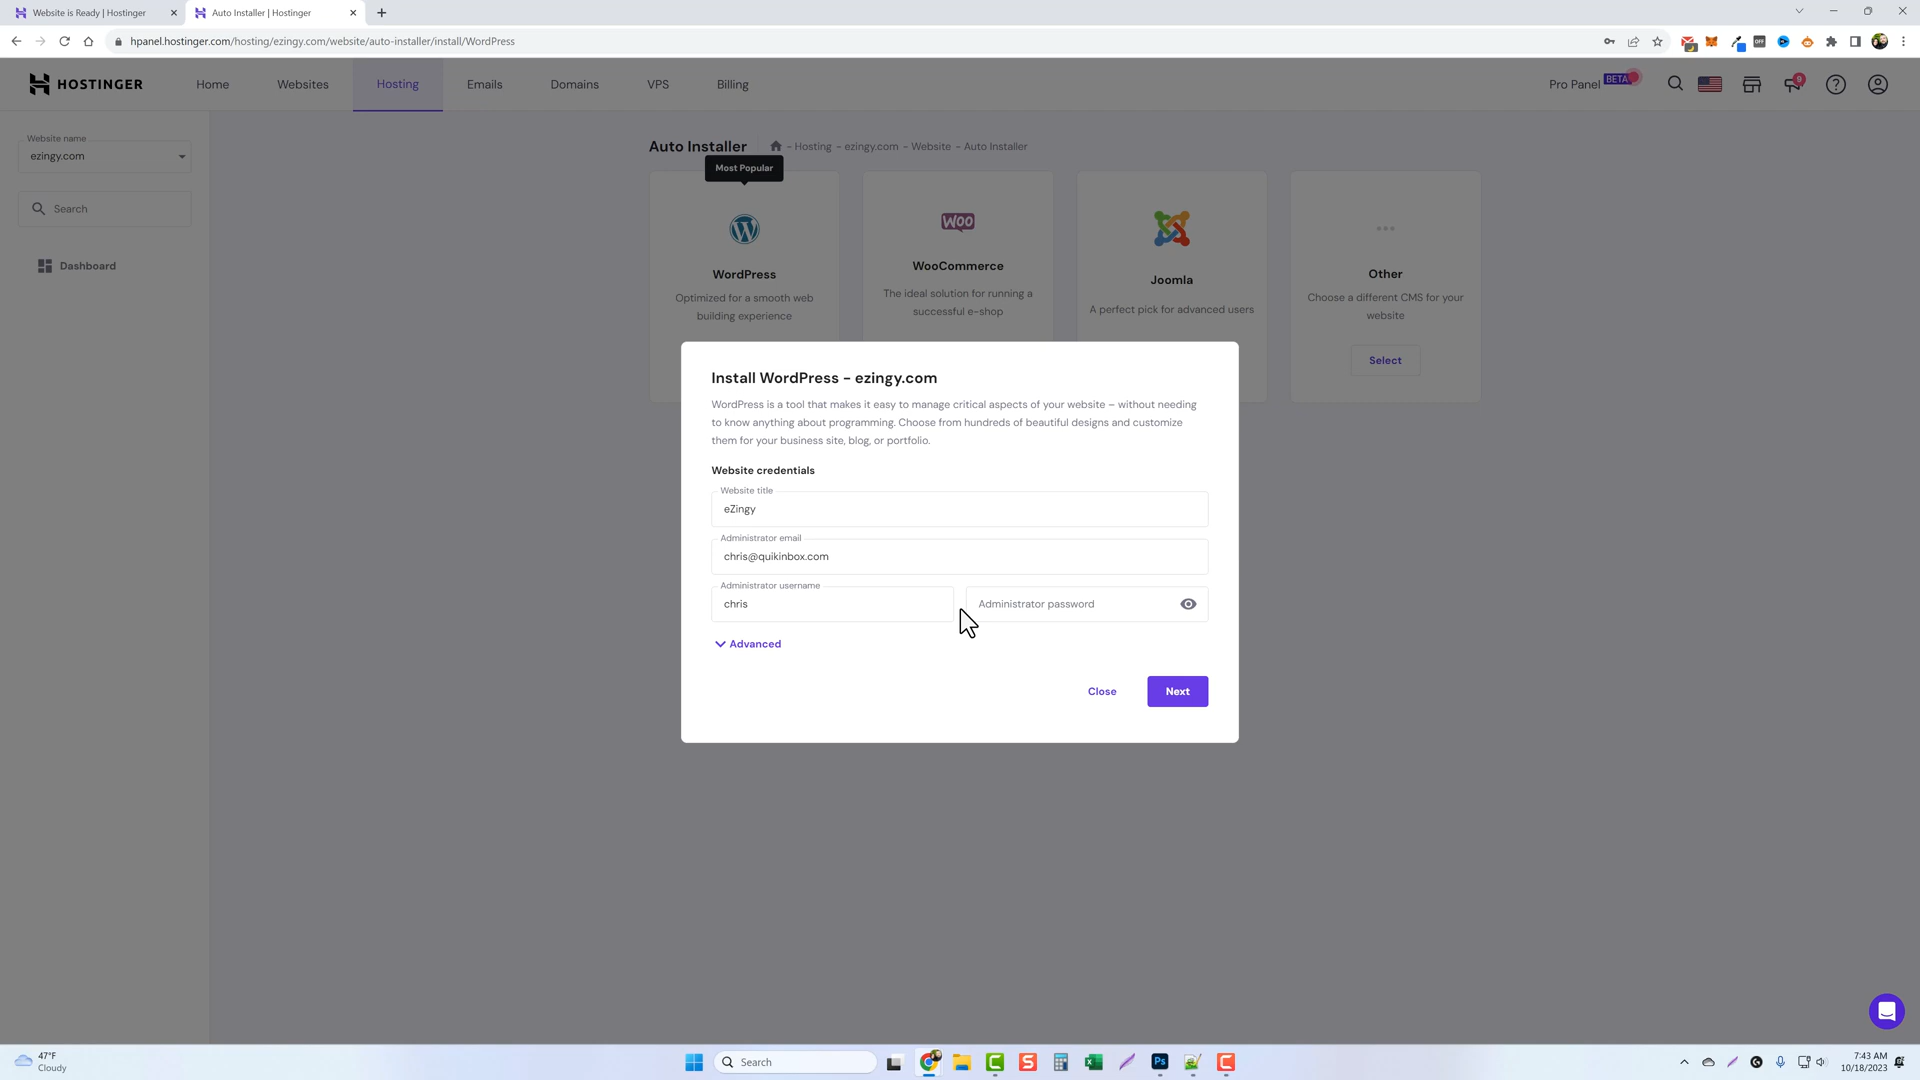 Website is Ready | Hostinger
Auto Installer | Hostinger
hpanel.hostinger.com/hosting/ezingy.com/website/auto-installer/install/WordPress
HOSTINGER
Home
Websites
Hosting
Emails
Domains
VPS
Billing
Pro Panel
BETA
9
Website name
ezingy.com
Search
Dashboard
Auto Installer
- Hosting - ezingy.com - Website - Auto Installer
Most Popular
WordPress
Optimized for a smooth web
building experience
WOO
WooCommerce
The ideal solution for running a
successful e-shop
Joomla
A perfect pick for advanced users
Other
Choose a different CMS for your
website
Select
Install WordPress - ezingy.com
WordPress is a tool that makes it easy to manage critical aspects of your website – without needing
to know anything about programming. Choose from hundreds of beautiful designs and customize
them for your business site, blog, or portfolio.
Website credentials
Website title
eZingy
Administrator email
chris@quikinbox.com
Administrator username
chris
Administrator password
Advanced
Close
Next
47°F
Cloudy
Search
Ps
7:43 AM
10/18/2023